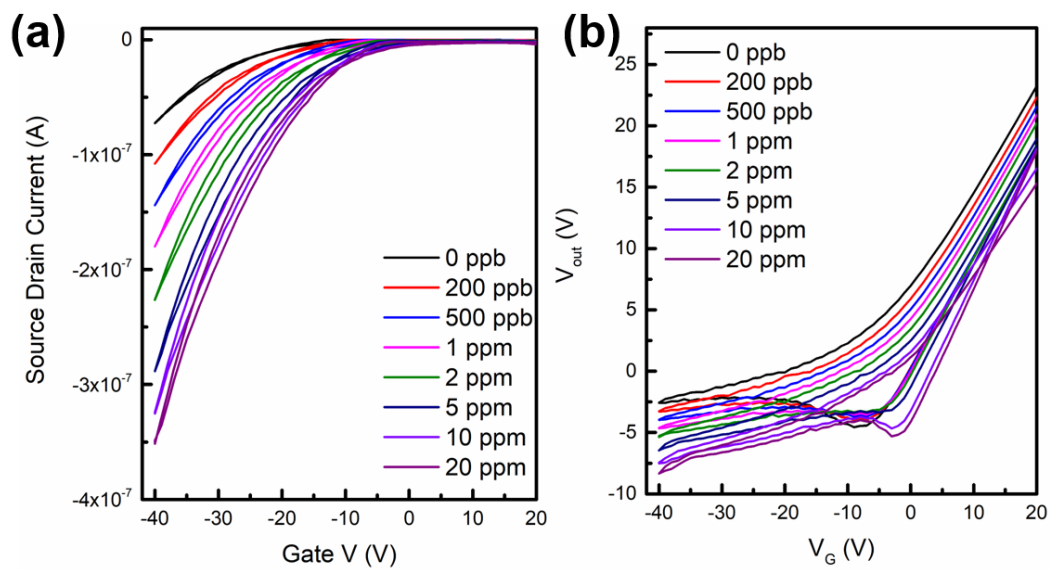 (a)
0
-1x10⁻⁷
-2x10⁻⁷
-3x10⁻⁷
-4x10⁻⁷
Source Drain Current (A)
-40
-30
-20
-10
0
10
20
Gate V (V)
0 ppb
200 ppb
500 ppb
1 ppm
2 ppm
5 ppm
10 ppm
20 ppm
(b)
25
20
15
10
5
0
-5
-10
V_out (V)
-40
-30
-20
-10
0
10
20
V_G (V)
0 ppb
200 ppb
500 ppb
1 ppm
2 ppm
5 ppm
10 ppm
20 ppm